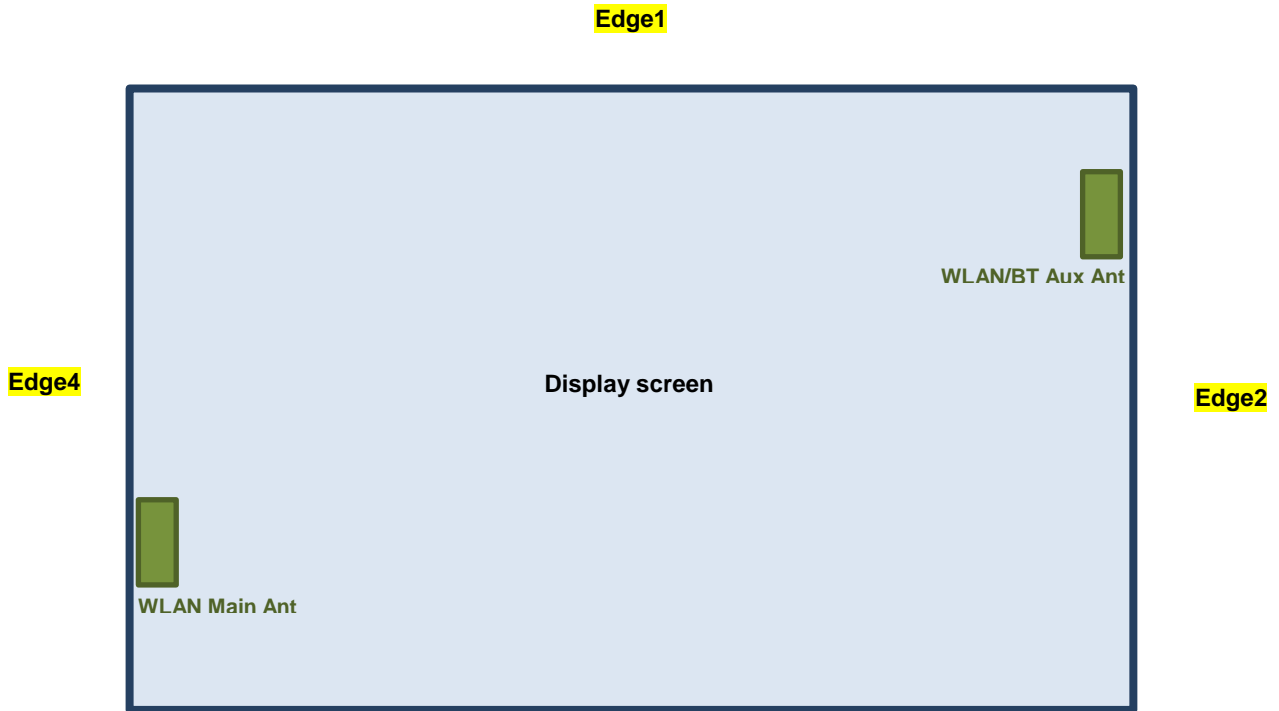 Edge1
WLAN/BT Aux Ant
Edge4
Display screen
Edge2
WLAN Main Ant